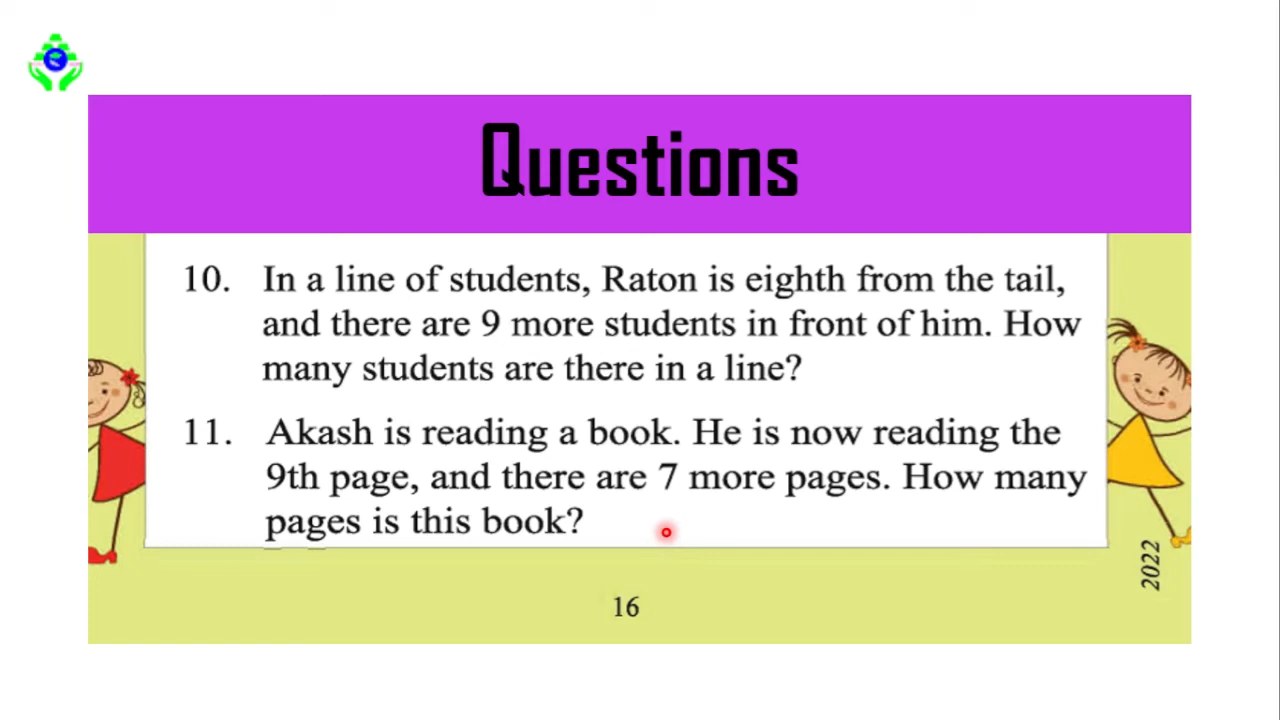 Questions
10. In a line of students, Raton is eighth from the tail,
and there are 9 more students in front of him. How
many students are there in a line?
11. Akash is reading a book. He is now reading the
9th page, and there are 7 more pages. How many
pages is this book?
2022
16